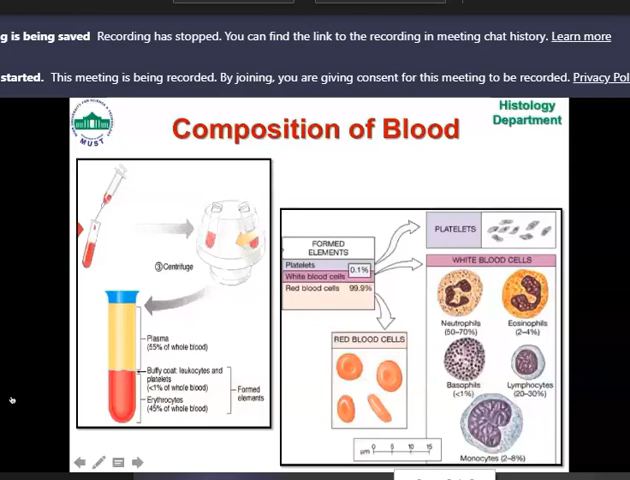 g is being saved Recording has stopped. You can find the link to the recording in meeting chat history. Learn more
started. This meeting is being recorded. By joining, you are giving consent for this meeting to be recorded. Privacy Pol
Histology
Department
MUST
Composition of Blood
③ Centrifuge
Plasma
(55% of whole blood)
Buffy coat: leukocytes and
platelets
(<1% of whole blood)
Erythrocytes
(45% of whole blood)
Formed
elements
FORMED
ELEMENTS
Platelets
White blood cells
0.1%
Red blood cells 99.9%
RED BLOOD CELLS
µm 0 5 10 15
PLATELETS
WHITE BLOOD CELLS
Neutrophils
(50-70%)
Eosinophils
(2-4%)
Basophils
(<1%)
Lymphocytes
(20-30%)
Monocytes (2-8%)